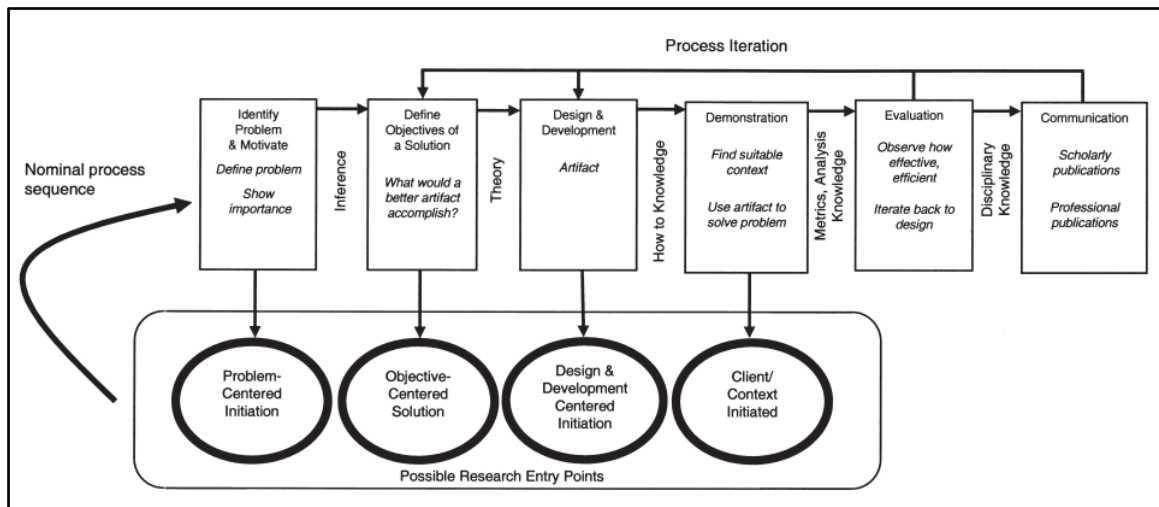 Process Iteration
Nominal process
sequence
Identify
Problem
& Motivate
Define problem
Show
importance
Inference
Define
Objectives of
a Solution
What would a
better artifact
accomplish?
Theory
Design &
Development
Artifact
How to Knowledge
Demonstration
Find suitable
context
Use artifact to
solve problem
Metrics, Analysis
Knowledge
Evaluation
Observe how
effective,
efficient
Iterate back to
design
Disciplinary
Knowledge
Communication
Scholarly
publications
Professional
publications
Problem-
Centered
Initiation
Objective-
Centered
Solution
Design &
Development
Centered
Initiation
Client/
Context
Initiated
Possible Research Entry Points